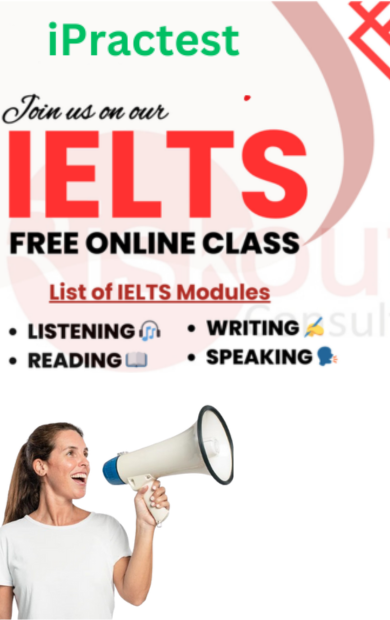 iPractest
Join us on our
IELTS
FREE ONLINE CLASS
List of IELTS Modules
• LISTENING 🎧
• WRITING ✍️
• READING 📖
• SPEAKING 🗣️